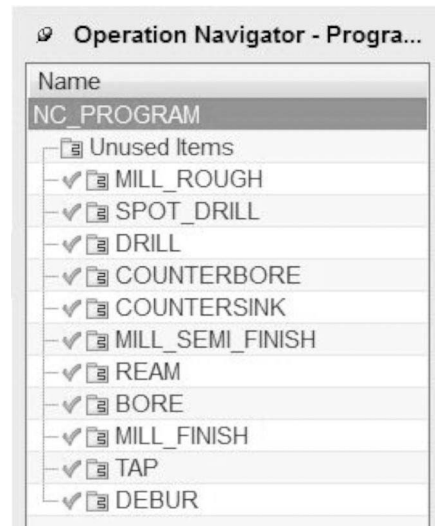 Operation Navigator - Progra...
Name
NC_PROGRAM
Unused Items
MILL_ROUGH
SPOT_DRILL
DRILL
COUNTERBORE
COUNTERSINK
MILL_SEMI_FINISH
REAM
BORE
MILL_FINISH
TAP
DEBUR